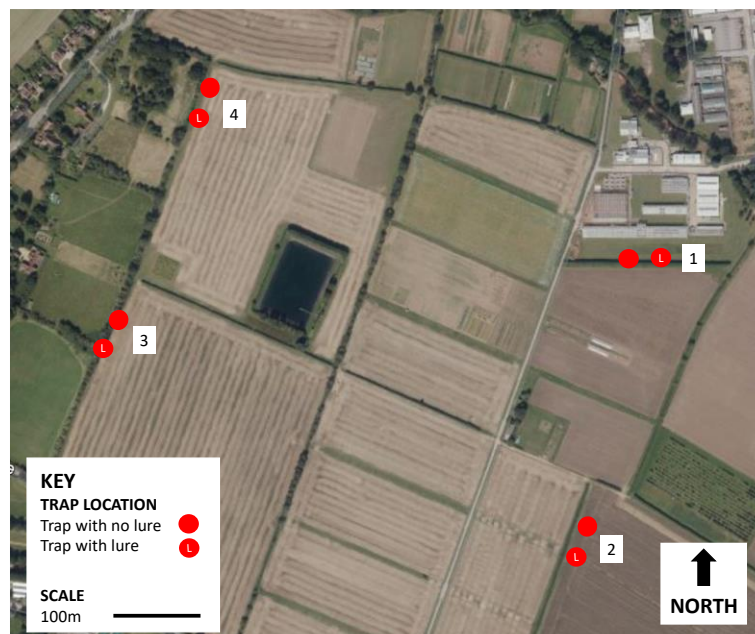 4
L
1
L
3
L
2
L
KEY
TRAP LOCATION
Trap with no lure
Trap with lure L
SCALE
100m
NORTH